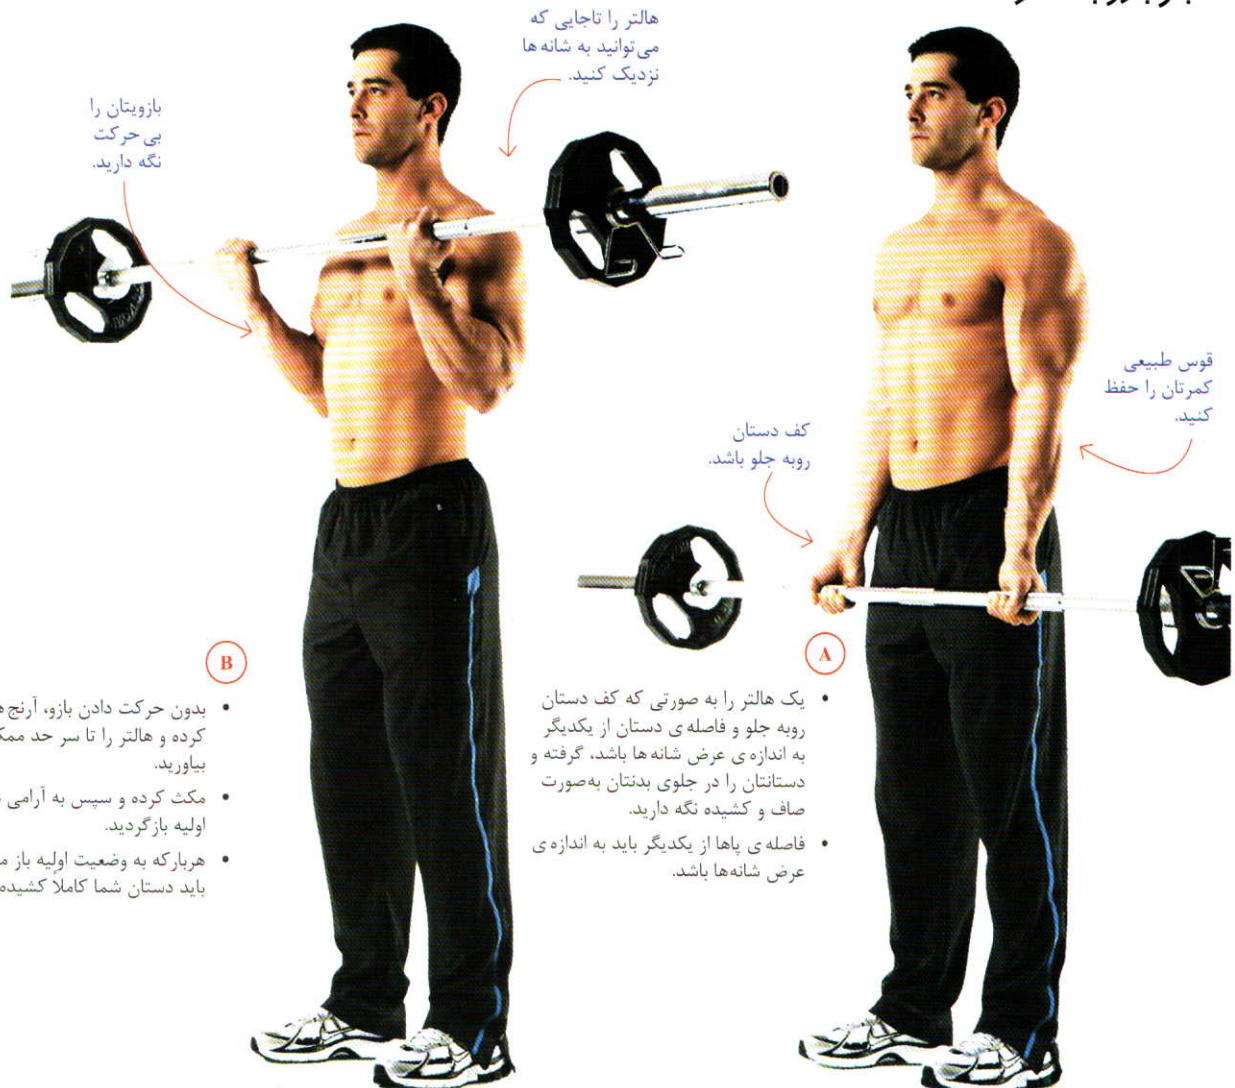 هالتر را تاجایی که
می‌توانید به شانه ها
نزدیک کنید.
بازویتان را
بی حرکت
نگه دارید.
قوس طبیعی
کمرتان را حفظ
کنید.
کف دستان
روبه جلو باشد.
A
• یک هالتر را به صورتی که کف دستان
روبه جلو و فاصله ی دستان از یکدیگر
به اندازه ی عرض شانه ها باشد، گرفته و
دستانتان را در جلوی بدنتان به‌صورت
صاف و کشیده نگه دارید.
• فاصله ی پاها از یکدیگر باید به اندازه ی
عرض شانه‌ها باشد.
B
• بدون حرکت دادن بازو، آرنج
کرده و هالتر را تا سر حد
بیاورید.
• مکث کرده و سپس به آرامی
اولیه بازگردید.
• هربارکه به وضعیت اولیه باز
باید دستان شما کاملاً کشیده